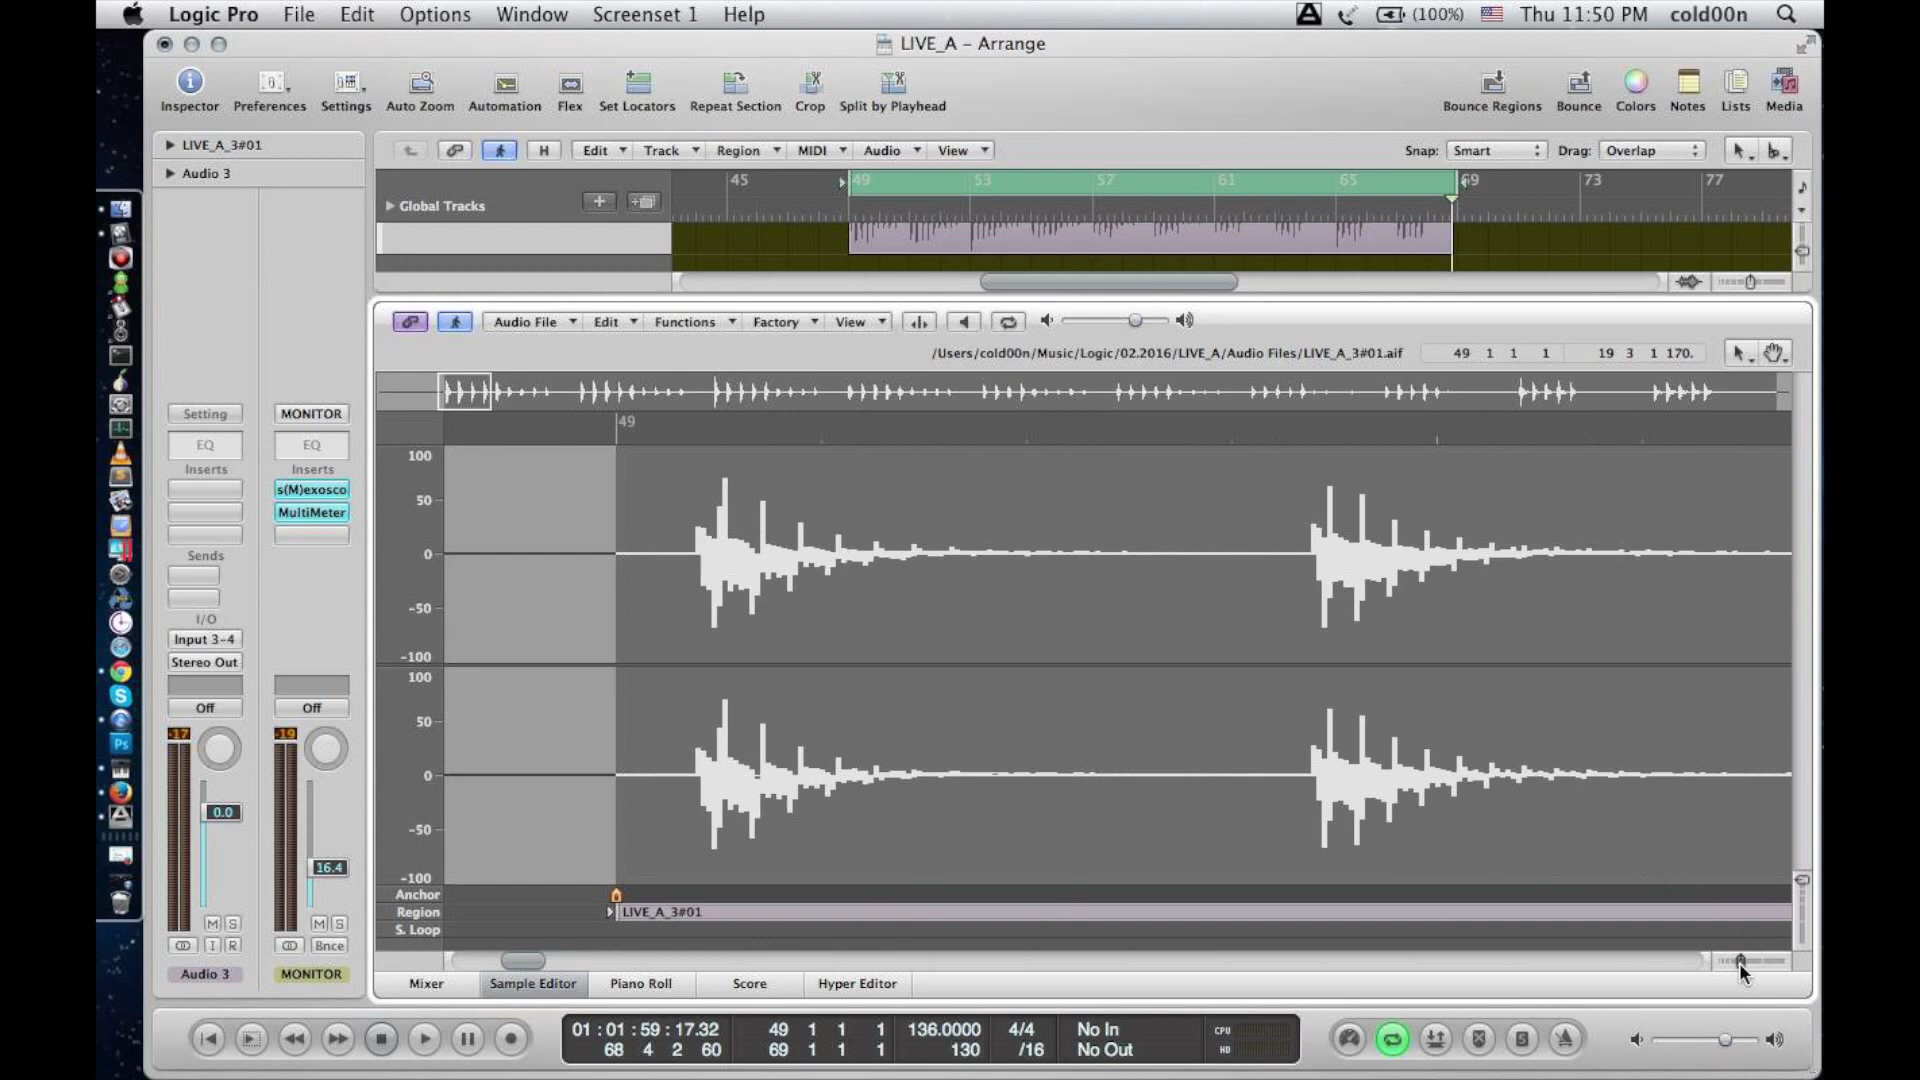 Logic Pro File Edit Options Window Screenset 1 Help (100%) Thu 11:50 PM cold00n
LIVE_A – Arrange
Inspector Preferences Settings Auto Zoom Automation Flex Set Locators Repeat Section Crop Split by Playhead Bounce Regions Bounce Colors Notes Lists Media
LIVE_A_3#01
Audio 3
H Edit Track Region MIDI Audio View Snap: Smart Drag: Overlap
45 49 53 57 61 65 69 73 77
Global Tracks
Audio File Edit Functions Factory View
/Users/cold00n/Music/Logic/02.2016/LIVE_A/Audio Files/LIVE_A_3#01.aif 49 1 1 1 19 3 1 170.
49
Setting MONITOR
EQ EQ
Inserts Inserts
s(M)exosco
MultiMeter
Sends
I/O
Input 3-4
Stereo Out
Off Off
-17 -19
0.0
16.4
M S M S
I R Bnce
Audio 3 MONITOR
100
50
0
-50
-100
100
50
0
-50
-100
Anchor
Region LIVE_A_3#01
S. Loop
Mixer Sample Editor Piano Roll Score Hyper Editor
01 : 01 : 59 : 17.32 49 1 1 1 136.0000 4/4 No In CPU
68 4 2 60 69 1 1 1 130 /16 No Out HD